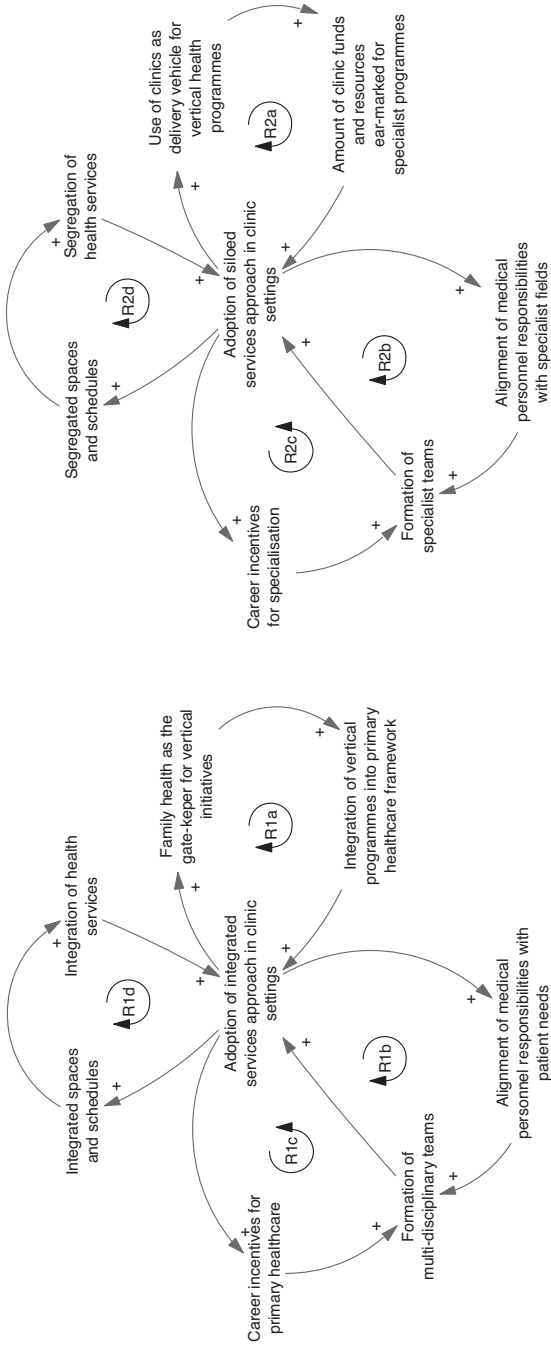 Integrated spaces
and schedules
+
Integration of health
services
+
R1d
+
Family health as the
gate-keper for vertical
initiatives
+
R1a
Adoption of integrated
services approach in clinic
settings
+
+
Integration of vertical
programmes into primary
healthcare framework
+
Career incentives for
primary healthcare
+
R1c
+
R1b
+
Formation of
multi-disciplinary teams
+
+
Alignment of medical
personnel responsibilities with
patient needs
Segregated spaces
and schedules
+
Segregation of
health services
+
R2d
+
Use of clinics as
delivery vehicle for
vertical health
programmes
+
R2a
Adoption of siloed
services approach in clinic
settings
+
+
Amount of clinic funds
and resources
ear-marked for
specialist programmes
Career incentives
for specialisation
+
R2c
+
R2b
+
Formation of
specialist teams
+
+
Alignment of medical
personnel responsibilities
with specialist fields